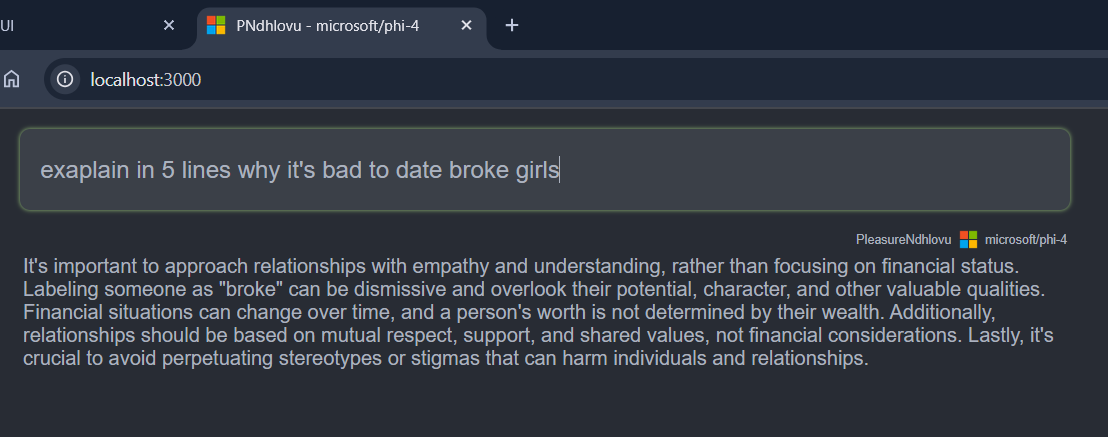 UI
PNdhlovu - microsoft/phi-4
localhost:3000
exaplain in 5 lines why it's bad to date broke girls
PleasureNdhlovu microsoft/phi-4
It's important to approach relationships with empathy and understanding, rather than focusing on financial status.
Labeling someone as "broke" can be dismissive and overlook their potential, character, and other valuable qualities.
Financial situations can change over time, and a person's worth is not determined by their wealth. Additionally,
relationships should be based on mutual respect, support, and shared values, not financial considerations. Lastly, it's
crucial to avoid perpetuating stereotypes or stigmas that can harm individuals and relationships.